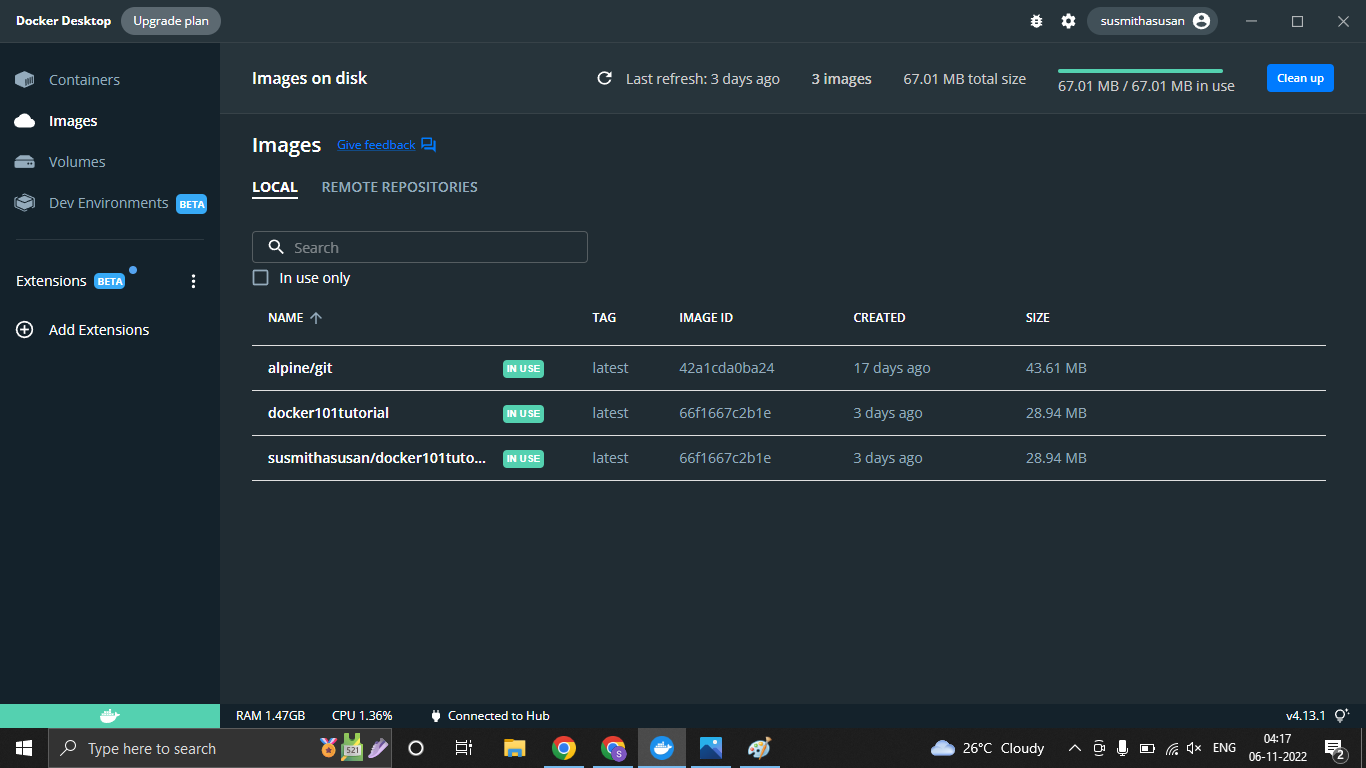 Docker Desktop Upgrade plan susmithasusan
Containers
Images
Volumes
Dev Environments BETA
Extensions BETA
Add Extensions
Images on disk Last refresh: 3 days ago 3 images 67.01 MB total size 67.01 MB / 67.01 MB in use Clean up
Images Give feedback
LOCAL REMOTE REPOSITORIES
Search
In use only
NAME TAG IMAGE ID CREATED SIZE
alpine/git IN USE latest 42a1cda0ba24 17 days ago 43.61 MB
docker101tutorial IN USE latest 66f1667c2b1e 3 days ago 28.94 MB
susmithasusan/docker101tuto... IN USE latest 66f1667c2b1e 3 days ago 28.94 MB
RAM 1.47GB CPU 1.36% Connected to Hub v4.13.1
Type here to search 521 S 26°C Cloudy ENG 04:17
06-11-2022 2